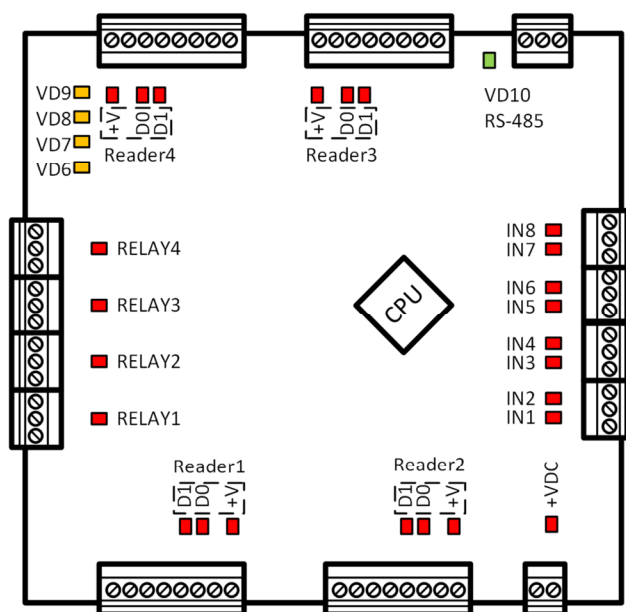 VD9
VD8
VD7
VD6
+V D0 D1
Reader4
+V D0 D1
Reader3
VD10
RS-485
RELAY4
RELAY3
RELAY2
RELAY1
CPU
IN8
IN7
IN6
IN5
IN4
IN3
IN2
IN1
Reader1
D1 D0 +V
Reader2
D1 D0 +V
+VDC